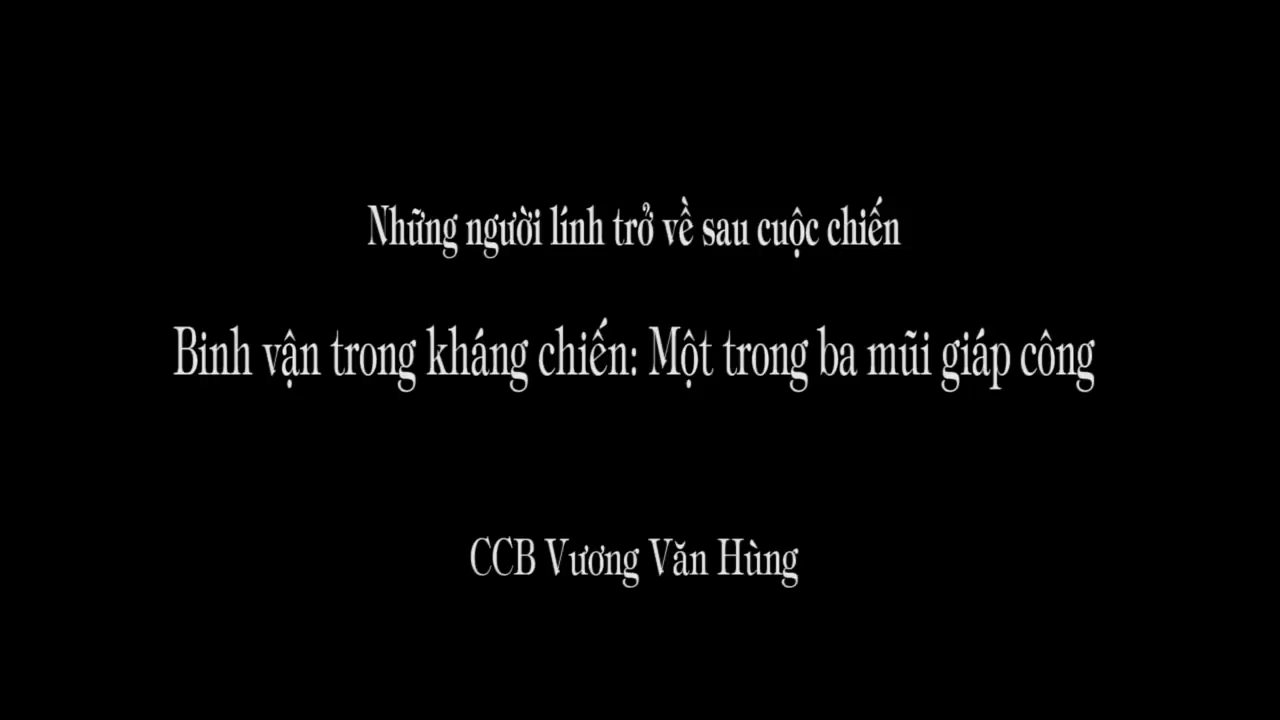 Những người lính trở về sau cuộc chiến
Binh vận trong kháng chiến: Một trong ba mũi giáp công
CCB Vương Văn Hùng